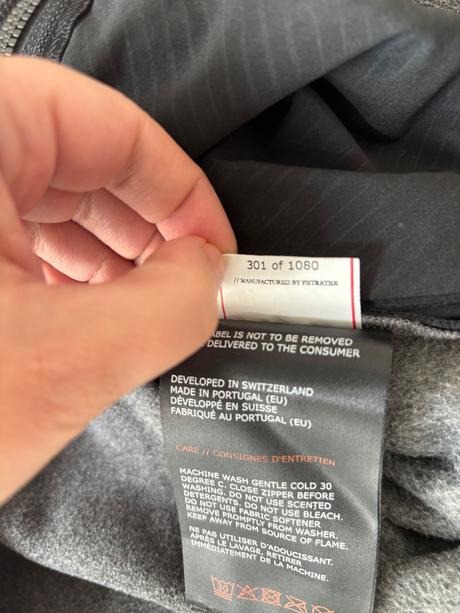 301 of 1080
// MANUFACTURED BY PETRATEX
LABEL IS NOT TO BE REMOVED
DELIVERED TO THE CONSUMER
DEVELOPED IN SWITZERLAND
MADE IN PORTUGAL (EU)
DÉVELOPPÉ EN SUISSE
FABRIQUÉ AU PORTUGAL (EU)
CARE // CONSIGNES D'ENTRETIEN
MACHINE WASH GENTLE COLD 30
DEGREE C. CLOSE ZIPPER BEFORE
WASHING. DO NOT USE SCENTED
DETERGENTS. DO NOT USE BLEACH.
DO NOT USE FABRIC SOFTENER
REMOVE PROMPTLY FROM WASHER.
KEEP AWAY FROM SOURCE OF FLAME.
NE PAS UTILISER D'ADOUCISSANT.
APRÈS LE LAVAGE, RETIRER
IMMÉDIATEMENT DE LA MACHINE.
30